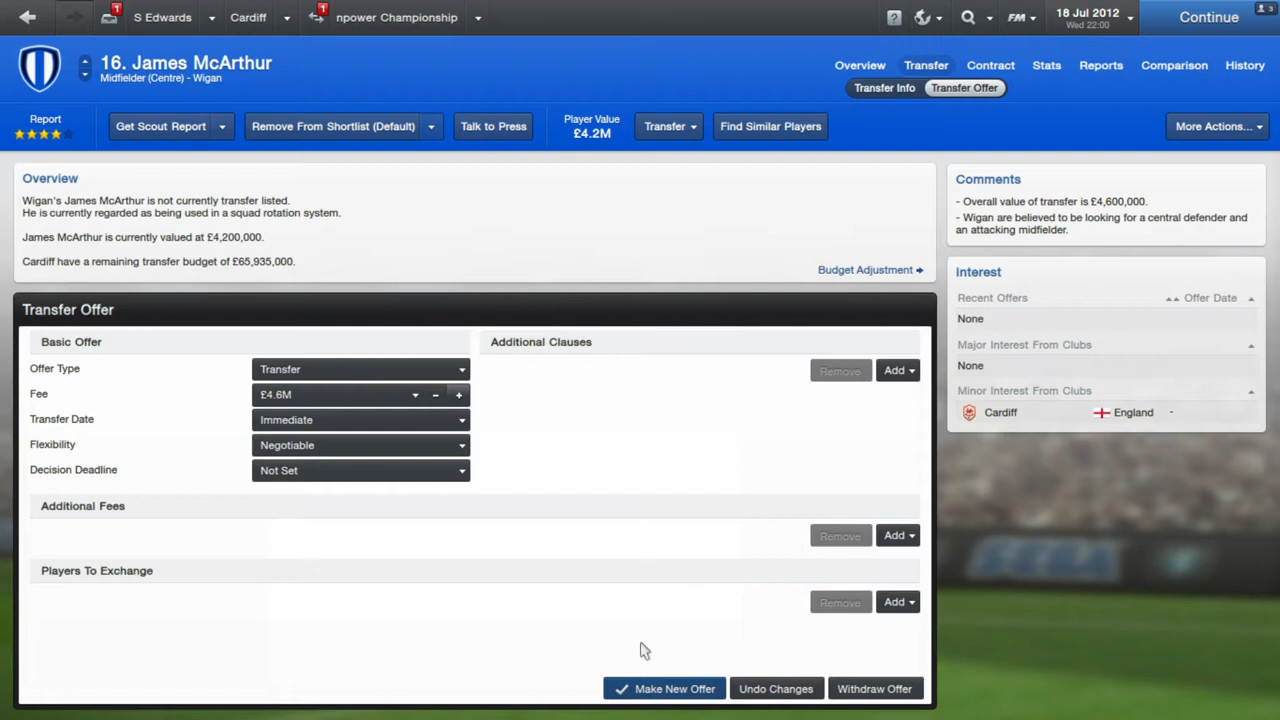 1
S Edwards
Cardiff
1
npower Championship
?
FM
18 Jul 2012
Wed 22:00
Continue
3
16. James McArthur
Midfielder (Centre) - Wigan
Overview
Transfer
Contract
Stats
Reports
Comparison
History
Transfer Info
Transfer Offer
Report
Get Scout Report
Remove From Shortlist (Default)
Talk to Press
Player Value
£4.2M
Transfer
Find Similar Players
More Actions...
Overview
Wigan's James McArthur is not currently transfer listed.
He is currently regarded as being used in a squad rotation system.
James McArthur is currently valued at £4,200,000.
Cardiff have a remaining transfer budget of £65,935,000.
Budget Adjustment
Comments
- Overall value of transfer is £4,600,000.
- Wigan are believed to be looking for a central defender and
an attacking midfielder.
Interest
Recent Offers
Offer Date
None
Major Interest From Clubs
None
Minor Interest From Clubs
Cardiff
England
-
Transfer Offer
Basic Offer
Offer Type
Transfer
Fee
£4.6M
-
+
Transfer Date
Immediate
Flexibility
Negotiable
Decision Deadline
Not Set
Additional Clauses
Remove
Add
Additional Fees
Remove
Add
Players To Exchange
Remove
Add
Make New Offer
Undo Changes
Withdraw Offer
SEGA